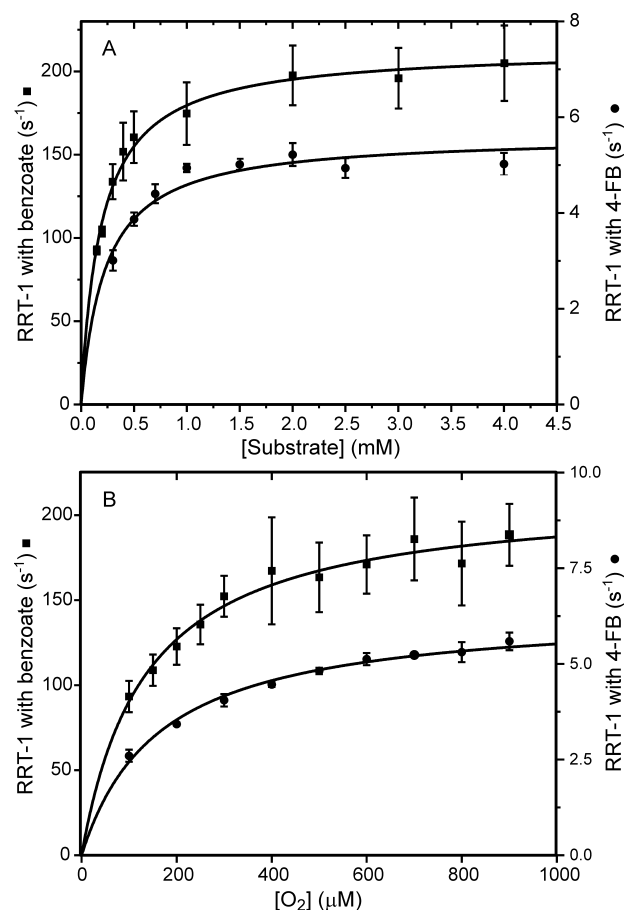 A
RRT-1 with benzoate (s⁻¹) ■
200
150
100
50
0
8
6
4
2
0
RRT-1 with 4-FB (s⁻¹) ●
0.0 0.5 1.0 1.5 2.0 2.5 3.0 3.5 4.0 4.5
[Substrate] (mM)
B
RRT-1 with benzoate (s⁻¹) ■
200
150
100
50
0
10.0
7.5
5.0
2.5
0.0
RRT-1 with 4-FB (s⁻¹) ●
0 200 400 600 800 1000
[O₂] (μM)